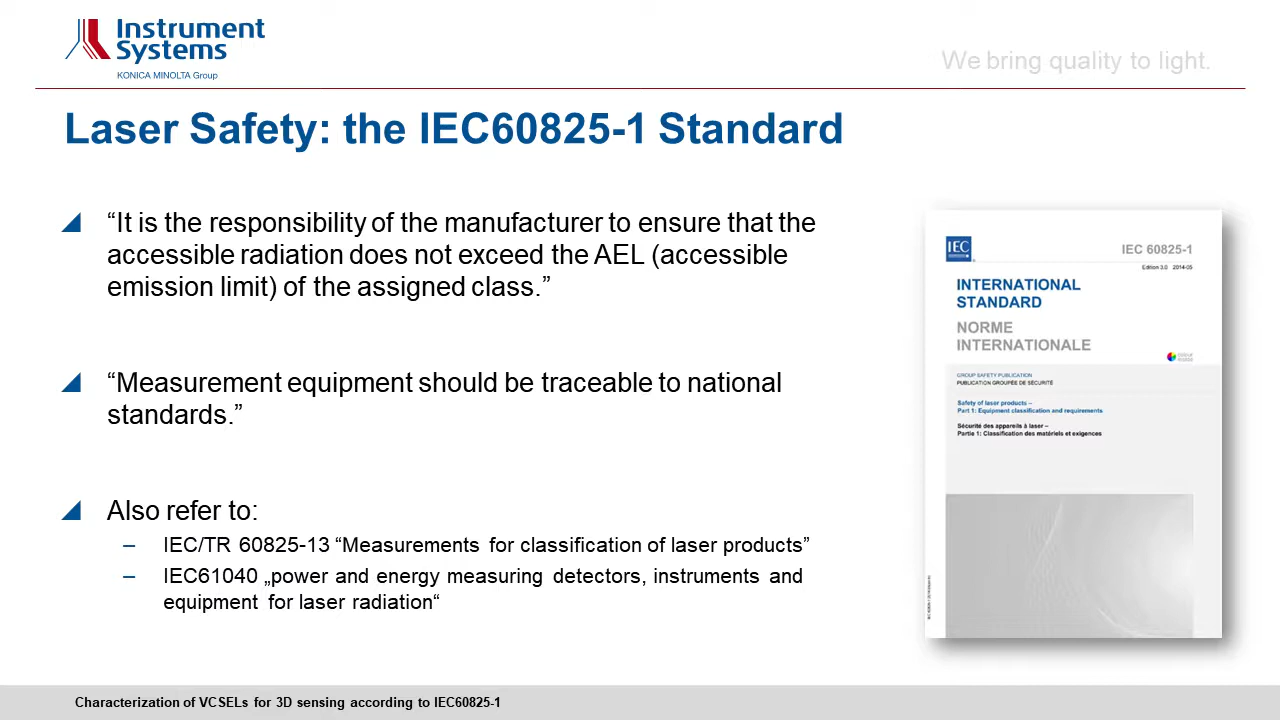 Instrument
Systems
KONICA MINOLTA Group
We bring quality to light.
Laser Safety: the IEC60825-1 Standard
“It is the responsibility of the manufacturer to ensure that the
accessible radiation does not exceed the AEL (accessible
emission limit) of the assigned class.”
“Measurement equipment should be traceable to national
standards.”
Also refer to:
– IEC/TR 60825-13 “Measurements for classification of laser products”
– IEC61040 „power and energy measuring detectors, instruments and
equipment for laser radiation“
IEC
IEC 60825-1
Edition 3.0 2014-05
INTERNATIONAL
STANDARD
NORME
INTERNATIONALE
colour
inside
GROUP SAFETY PUBLICATION
PUBLICATION GROUPÉE DE SÉCURITÉ
Safety of laser products –
Part 1: Equipment classification and requirements
Sécurité des appareils à laser –
Partie 1: Classification des matériels et exigences
Characterization of VCSELs for 3D sensing according to IEC60825-1